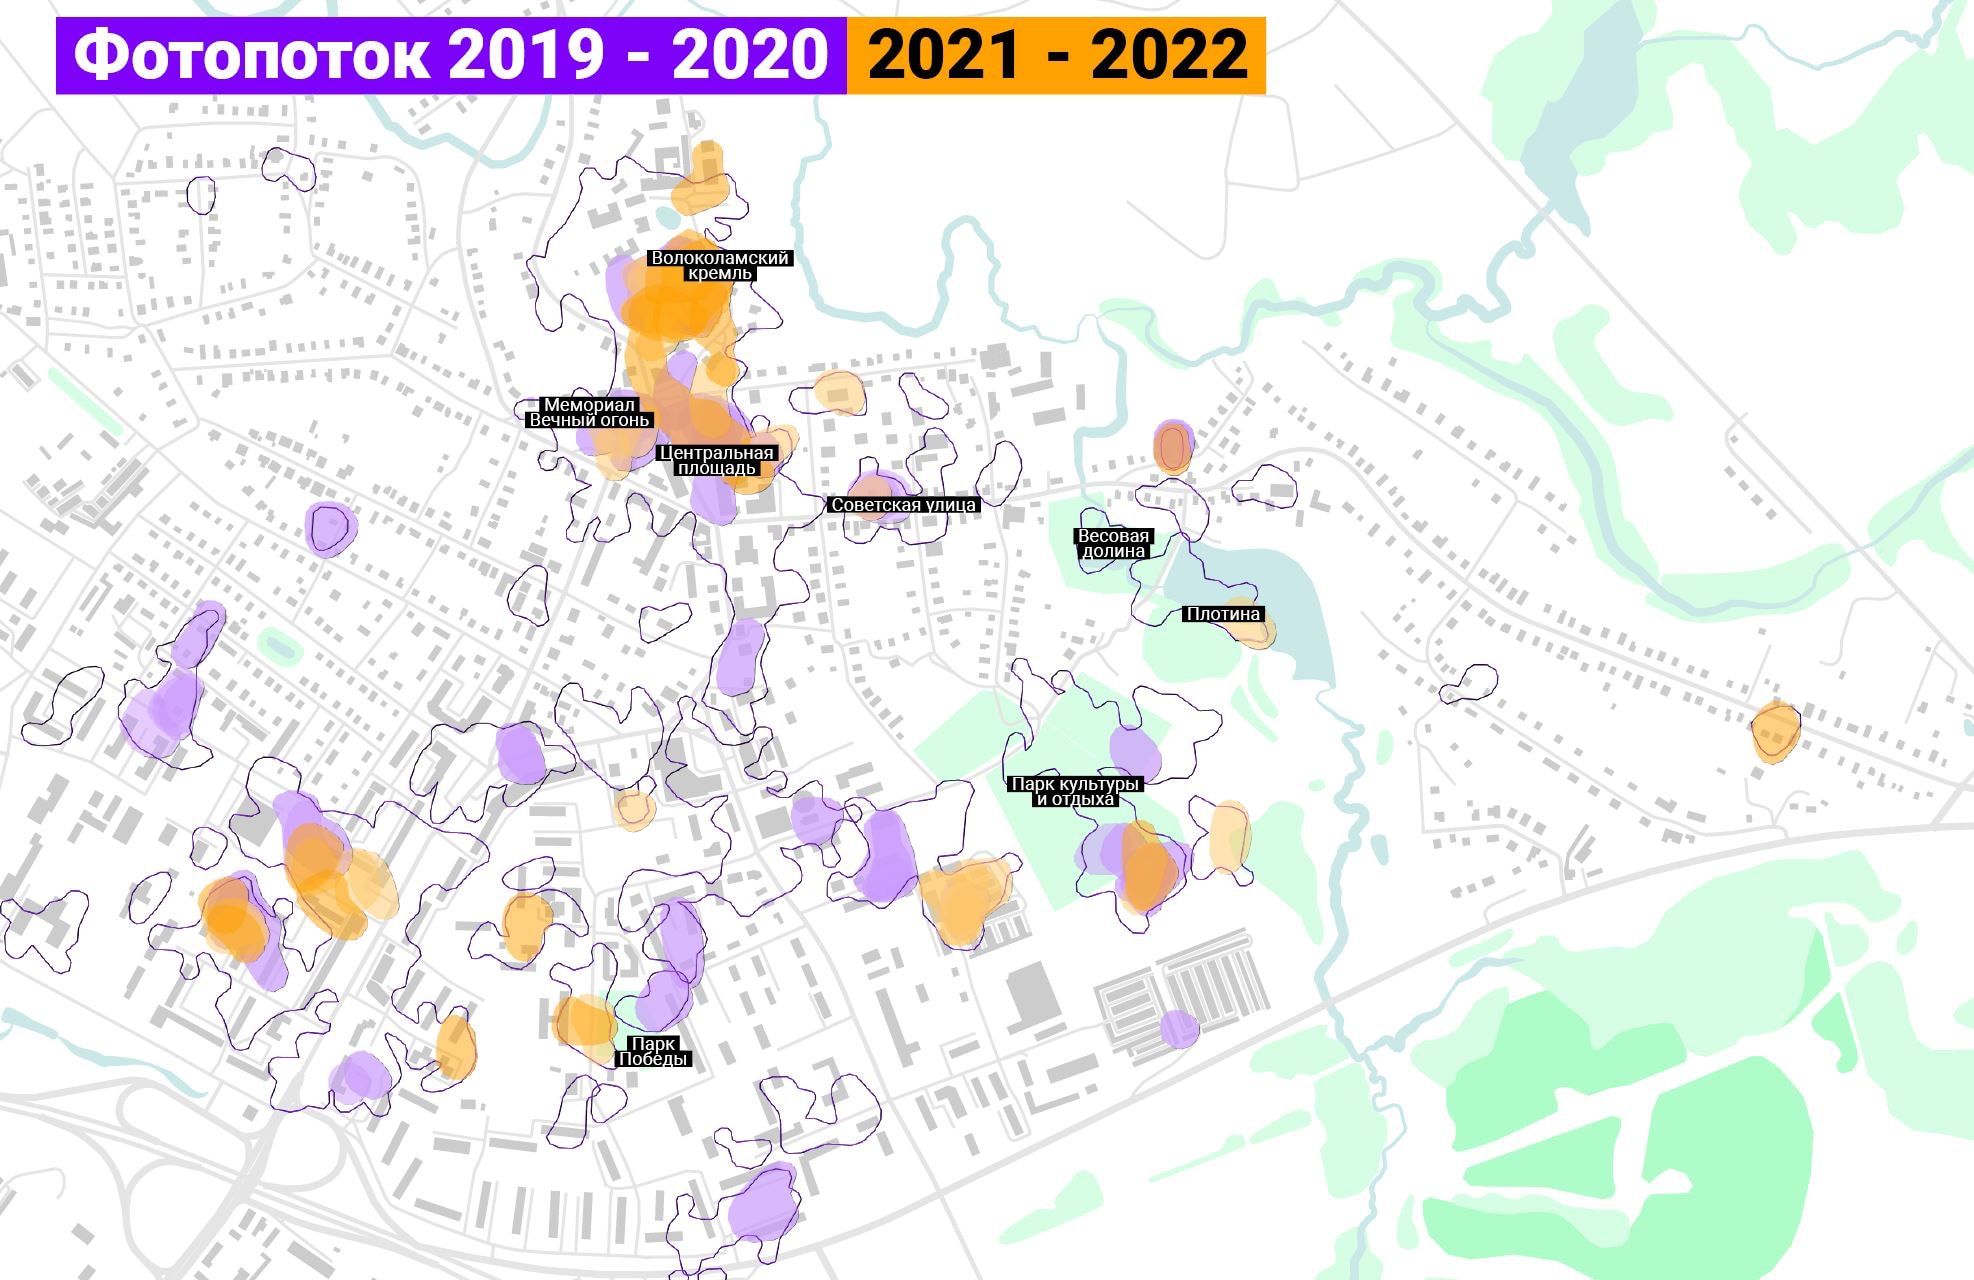 Фотопоток 2019 - 2020 2021 - 2022
Волоколамский
кремль
Мемориал
Вечный огонь
Центральная
площадь
Советская улица
Весовая
долина
Плотина
Парк культуры
и отдыха
Парк
Победы